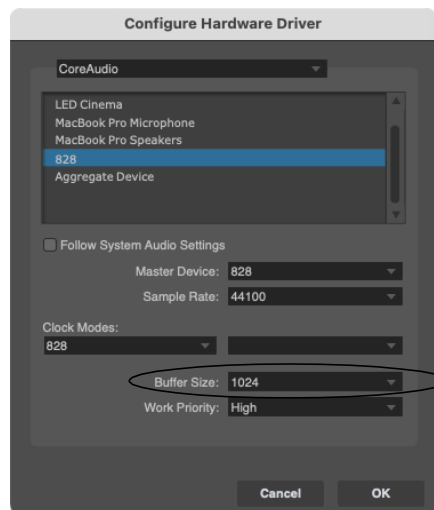 Configure Hardware Driver
CoreAudio
LED Cinema
MacBook Pro Microphone
MacBook Pro Speakers
828
Aggregate Device
Follow System Audio Settings
Master Device: 828
Sample Rate: 44100
Clock Modes:
828
Buffer Size: 1024
Work Priority: High
Cancel OK